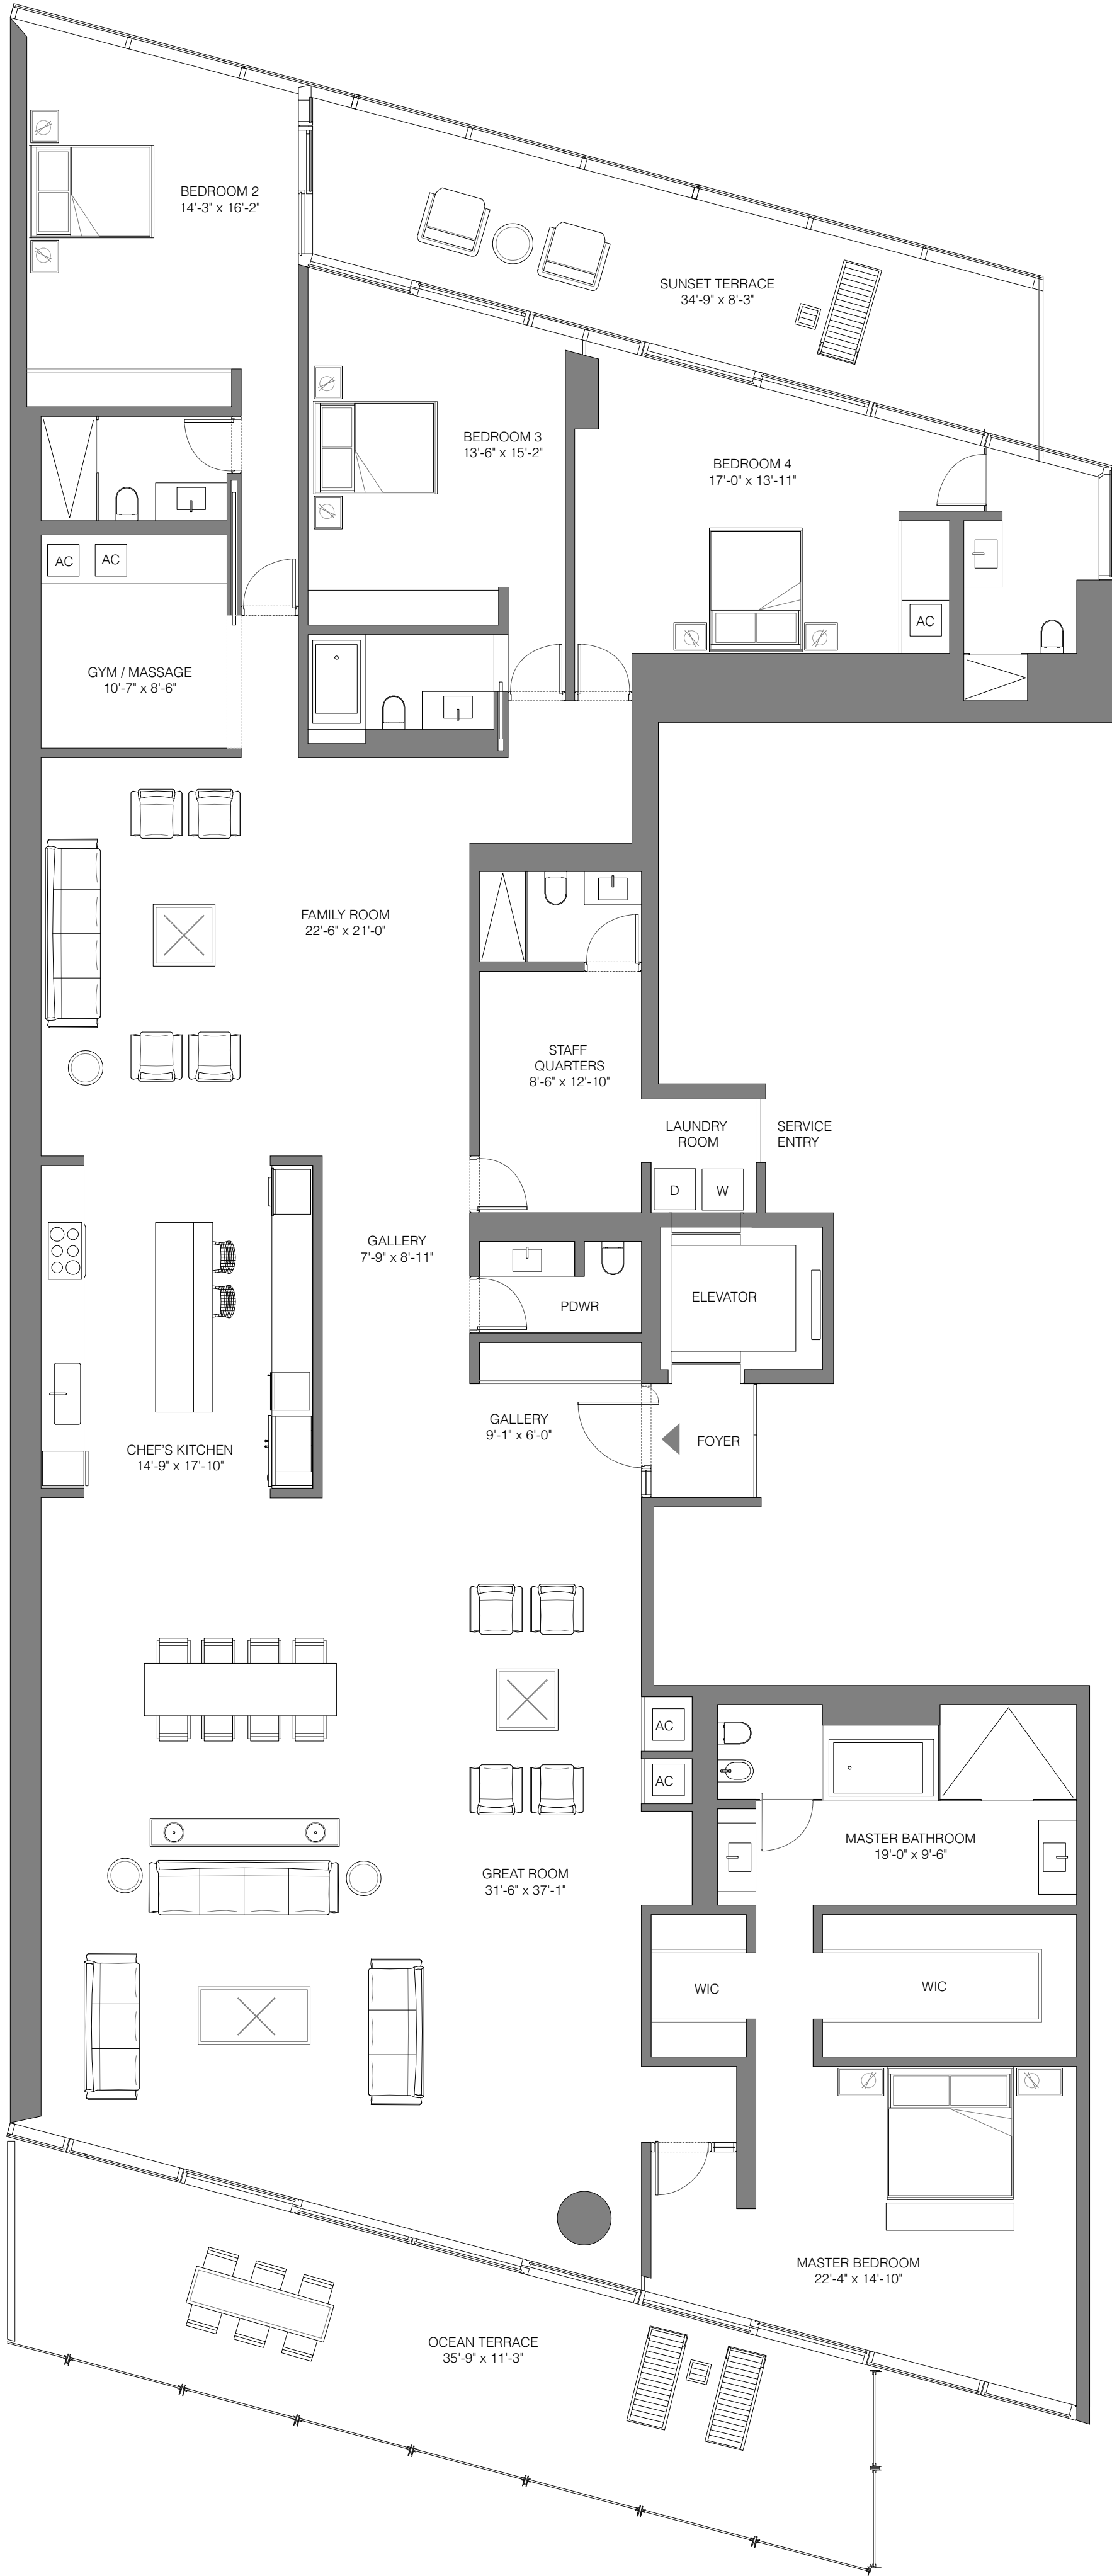 BEDROOM 2
14'-3" x 16'-2"
SUNSET TERRACE
34'-9" x 8'-3"
BEDROOM 3
13'-6" x 15'-2"
BEDROOM 4
17'-0" x 13'-11"
AC
AC
AC
GYM / MASSAGE
10'-7" x 8'-6"
FAMILY ROOM
22'-6" x 21'-0"
STAFF
QUARTERS
8'-6" x 12'-10"
LAUNDRY
ROOM
SERVICE
ENTRY
D
W
GALLERY
7'-9" x 8'-11"
PDWR
ELEVATOR
GALLERY
9'-1" x 6'-0"
FOYER
CHEF'S KITCHEN
14'-9" x 17'-10"
AC
AC
MASTER BATHROOM
19'-0" x 9'-6"
GREAT ROOM
31'-6" x 37'-1"
WIC
WIC
MASTER BEDROOM
22'-4" x 14'-10"
OCEAN TERRACE
35'-9" x 11'-3"